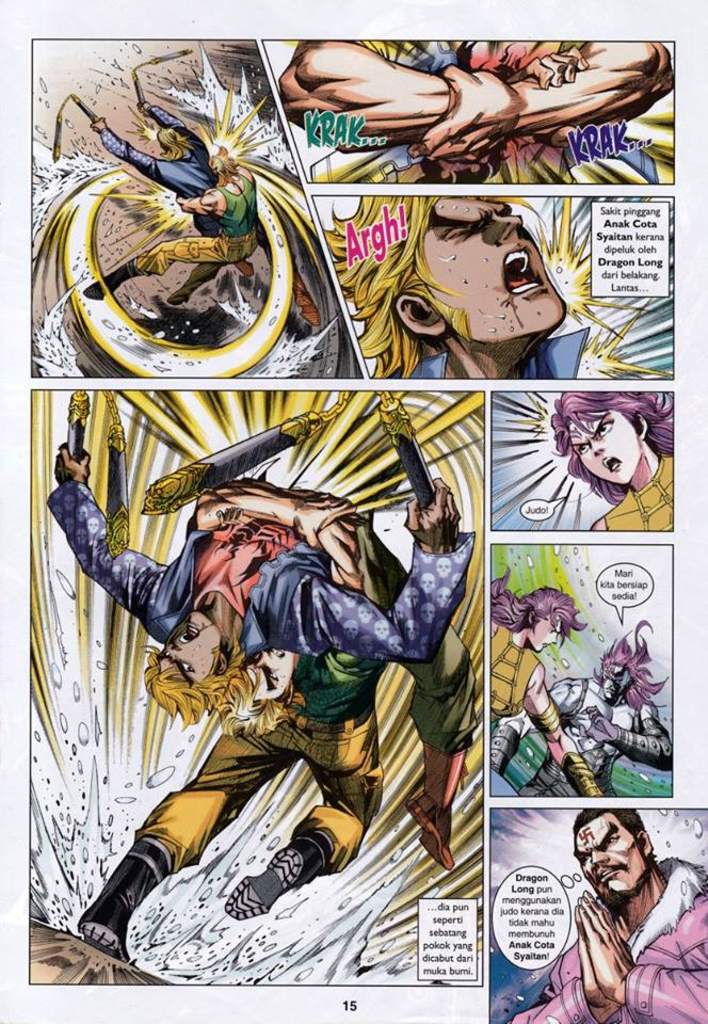 KRAK...
KRAK...
Argh!
Sakit pinggang
Anak Cota
Syaitan kerana
dipeluk oleh
Dragon Long
dari belakang.
Lantas...
Judo!
Mari
kita bersiap
sedia!
...dia pun
seperti
sebatang
pokok yang
dicabut dari
muka bumi.
Dragon
Long pun
menggunakan
judo kerana dia
tidak mahu
membunuh
Anak Cota
Syaitan!
15